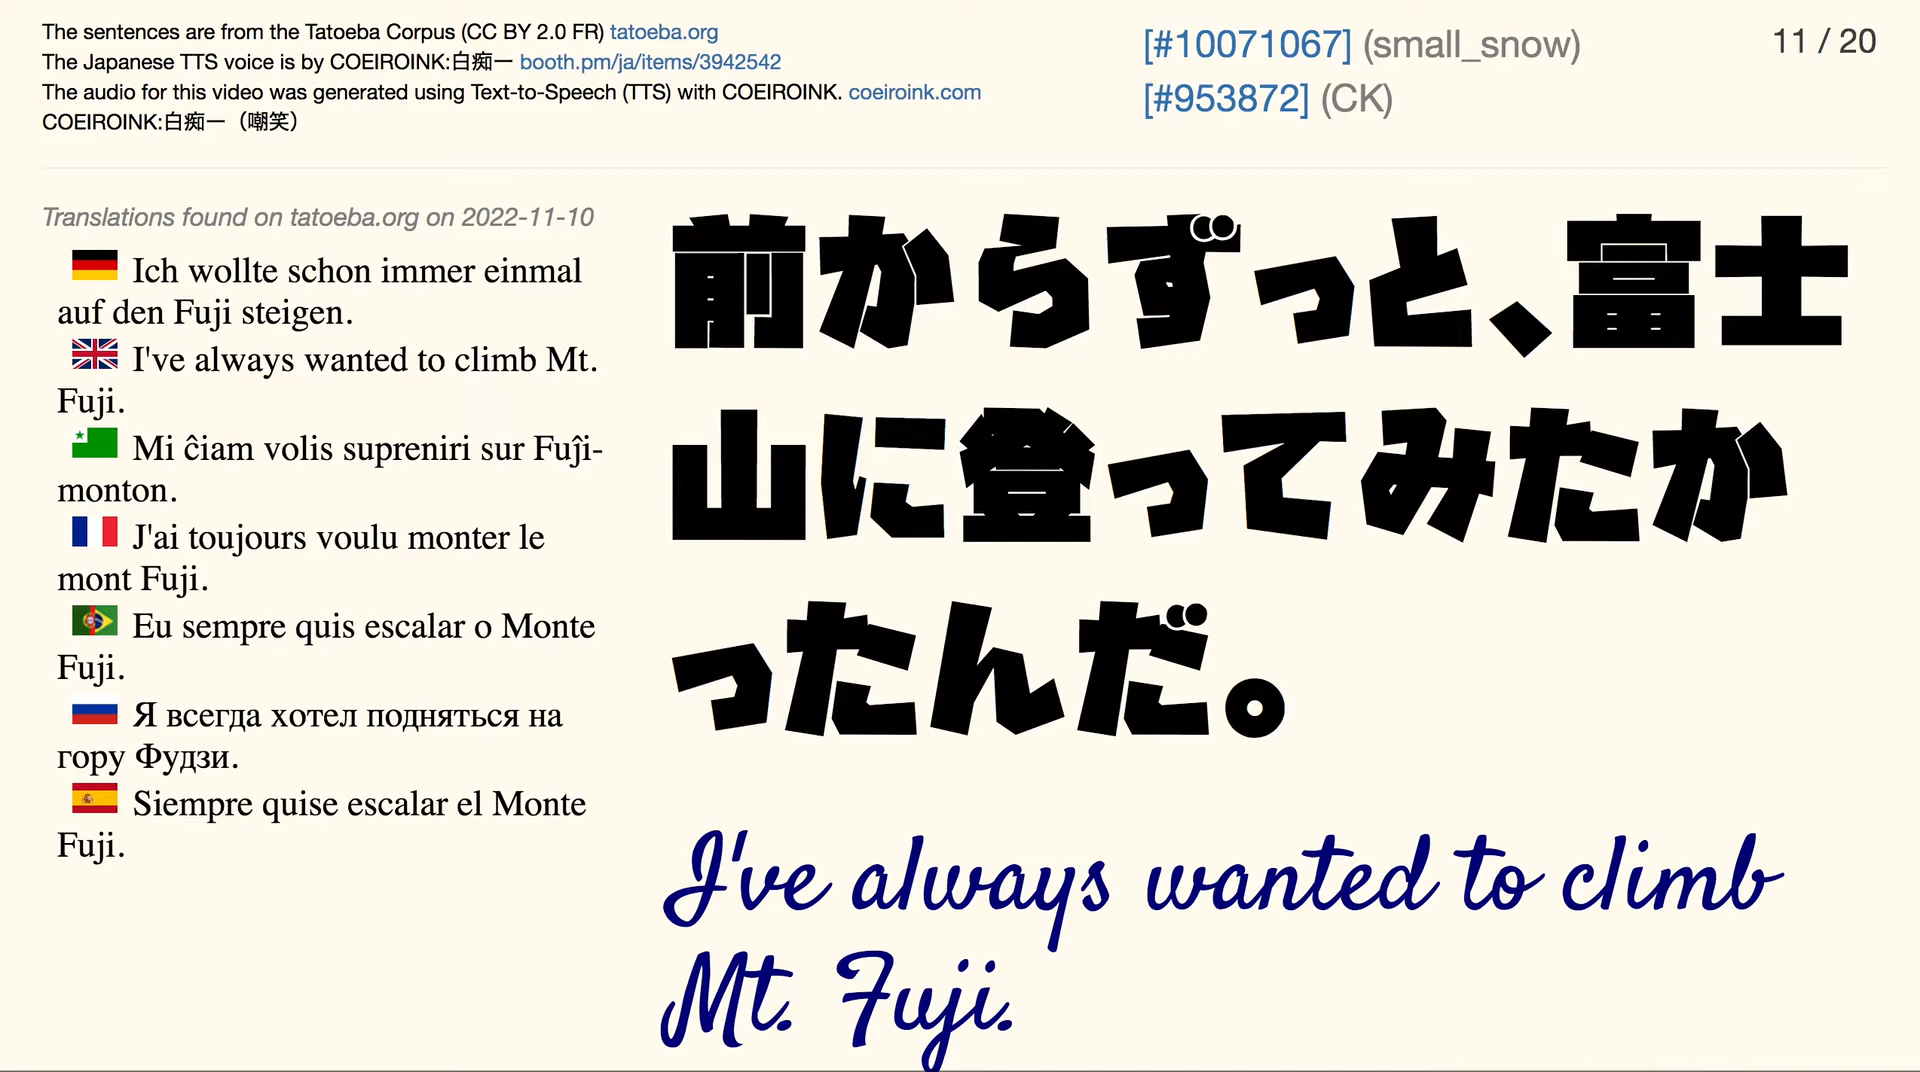 The sentences are from the Tatoeba Corpus (CC BY 2.0 FR) tatoeba.org
The Japanese TTS voice is by COEIROINK:白痴一 booth.pm/ja/items/3942542
The audio for this video was generated using Text-to-Speech (TTS) with COEIROINK. coeiroink.com
COEIROINK:白痴一（嘲笑）
[#10071067] (small_snow)
[#953872] (CK)
11 / 20
Translations found on tatoeba.org on 2022-11-10
Ich wollte schon immer einmal
auf den Fuji steigen.
I've always wanted to climb Mt.
Fuji.
Mi ĉiam volis supreniri sur Fuĵi-
monton.
J'ai toujours voulu monter le
mont Fuji.
Eu sempre quis escalar o Monte
Fuji.
Я всегда хотел подняться на
гору Фудзи.
Siempre quise escalar el Monte
Fuji.
前からずっと、富士
山に登ってみたか
ったんだ。
I've always wanted to climb
Mt. Fuji.